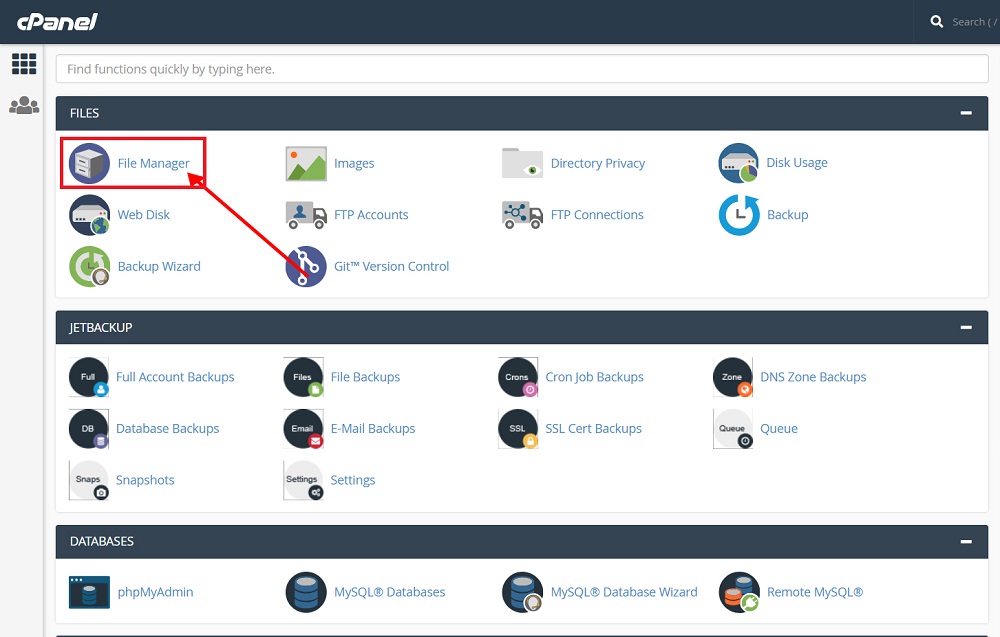 cPanel
Search ( /
Find functions quickly by typing here.
FILES
File Manager
Images
Directory Privacy
Disk Usage
Web Disk
FTP Accounts
FTP Connections
Backup
Backup Wizard
Git™ Version Control
JETBACKUP
Full
Full Account Backups
Files
File Backups
Crons
Cron Job Backups
Zone
DNS Zone Backups
DB
Database Backups
Email
E-Mail Backups
SSL
SSL Cert Backups
Queue
Queue
Snaps
Snapshots
Settings
Settings
DATABASES
phpMyAdmin
MySQL® Databases
MySQL® Database Wizard
Remote MySQL®